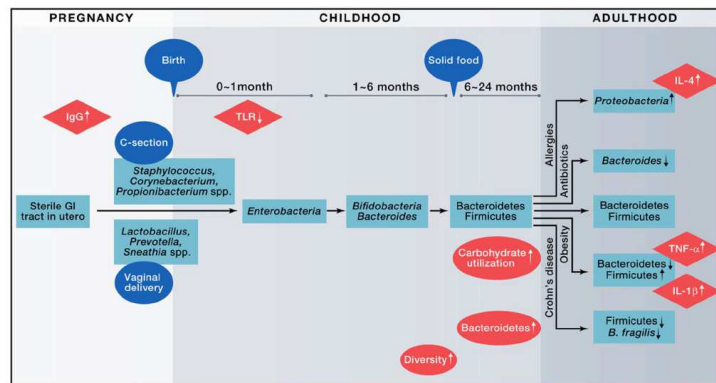 PREGNANCY
CHILDHOOD
ADULTHOOD
Birth
Solid food
0~1month
1~6 months
6~24 months
IgG↑
TLR↓
IL-4↑
C-section
Staphylococcus,
Corynebacterium,
Propionibacterium spp.
Sterile GI
tract in utero
Lactobacillus,
Prevotella,
Sneathia spp.
Vaginal
delivery
Enterobacteria
Bifidobacteria
Bacteroides
Bacteroidetes
Firmicutes
Carbohydrate↑
utilization
Bacteroidetes↑
Diversity↑
Allergies
Antibiotics
Obesity
Crohn's disease
Proteobacteria↑
Bacteroides↓
Bacteroidetes
Firmicutes
TNF-α↑
Bacteroidetes↓
Firmicutes↑
IL-1β↑
Firmicutes↓
B. fragilis↓